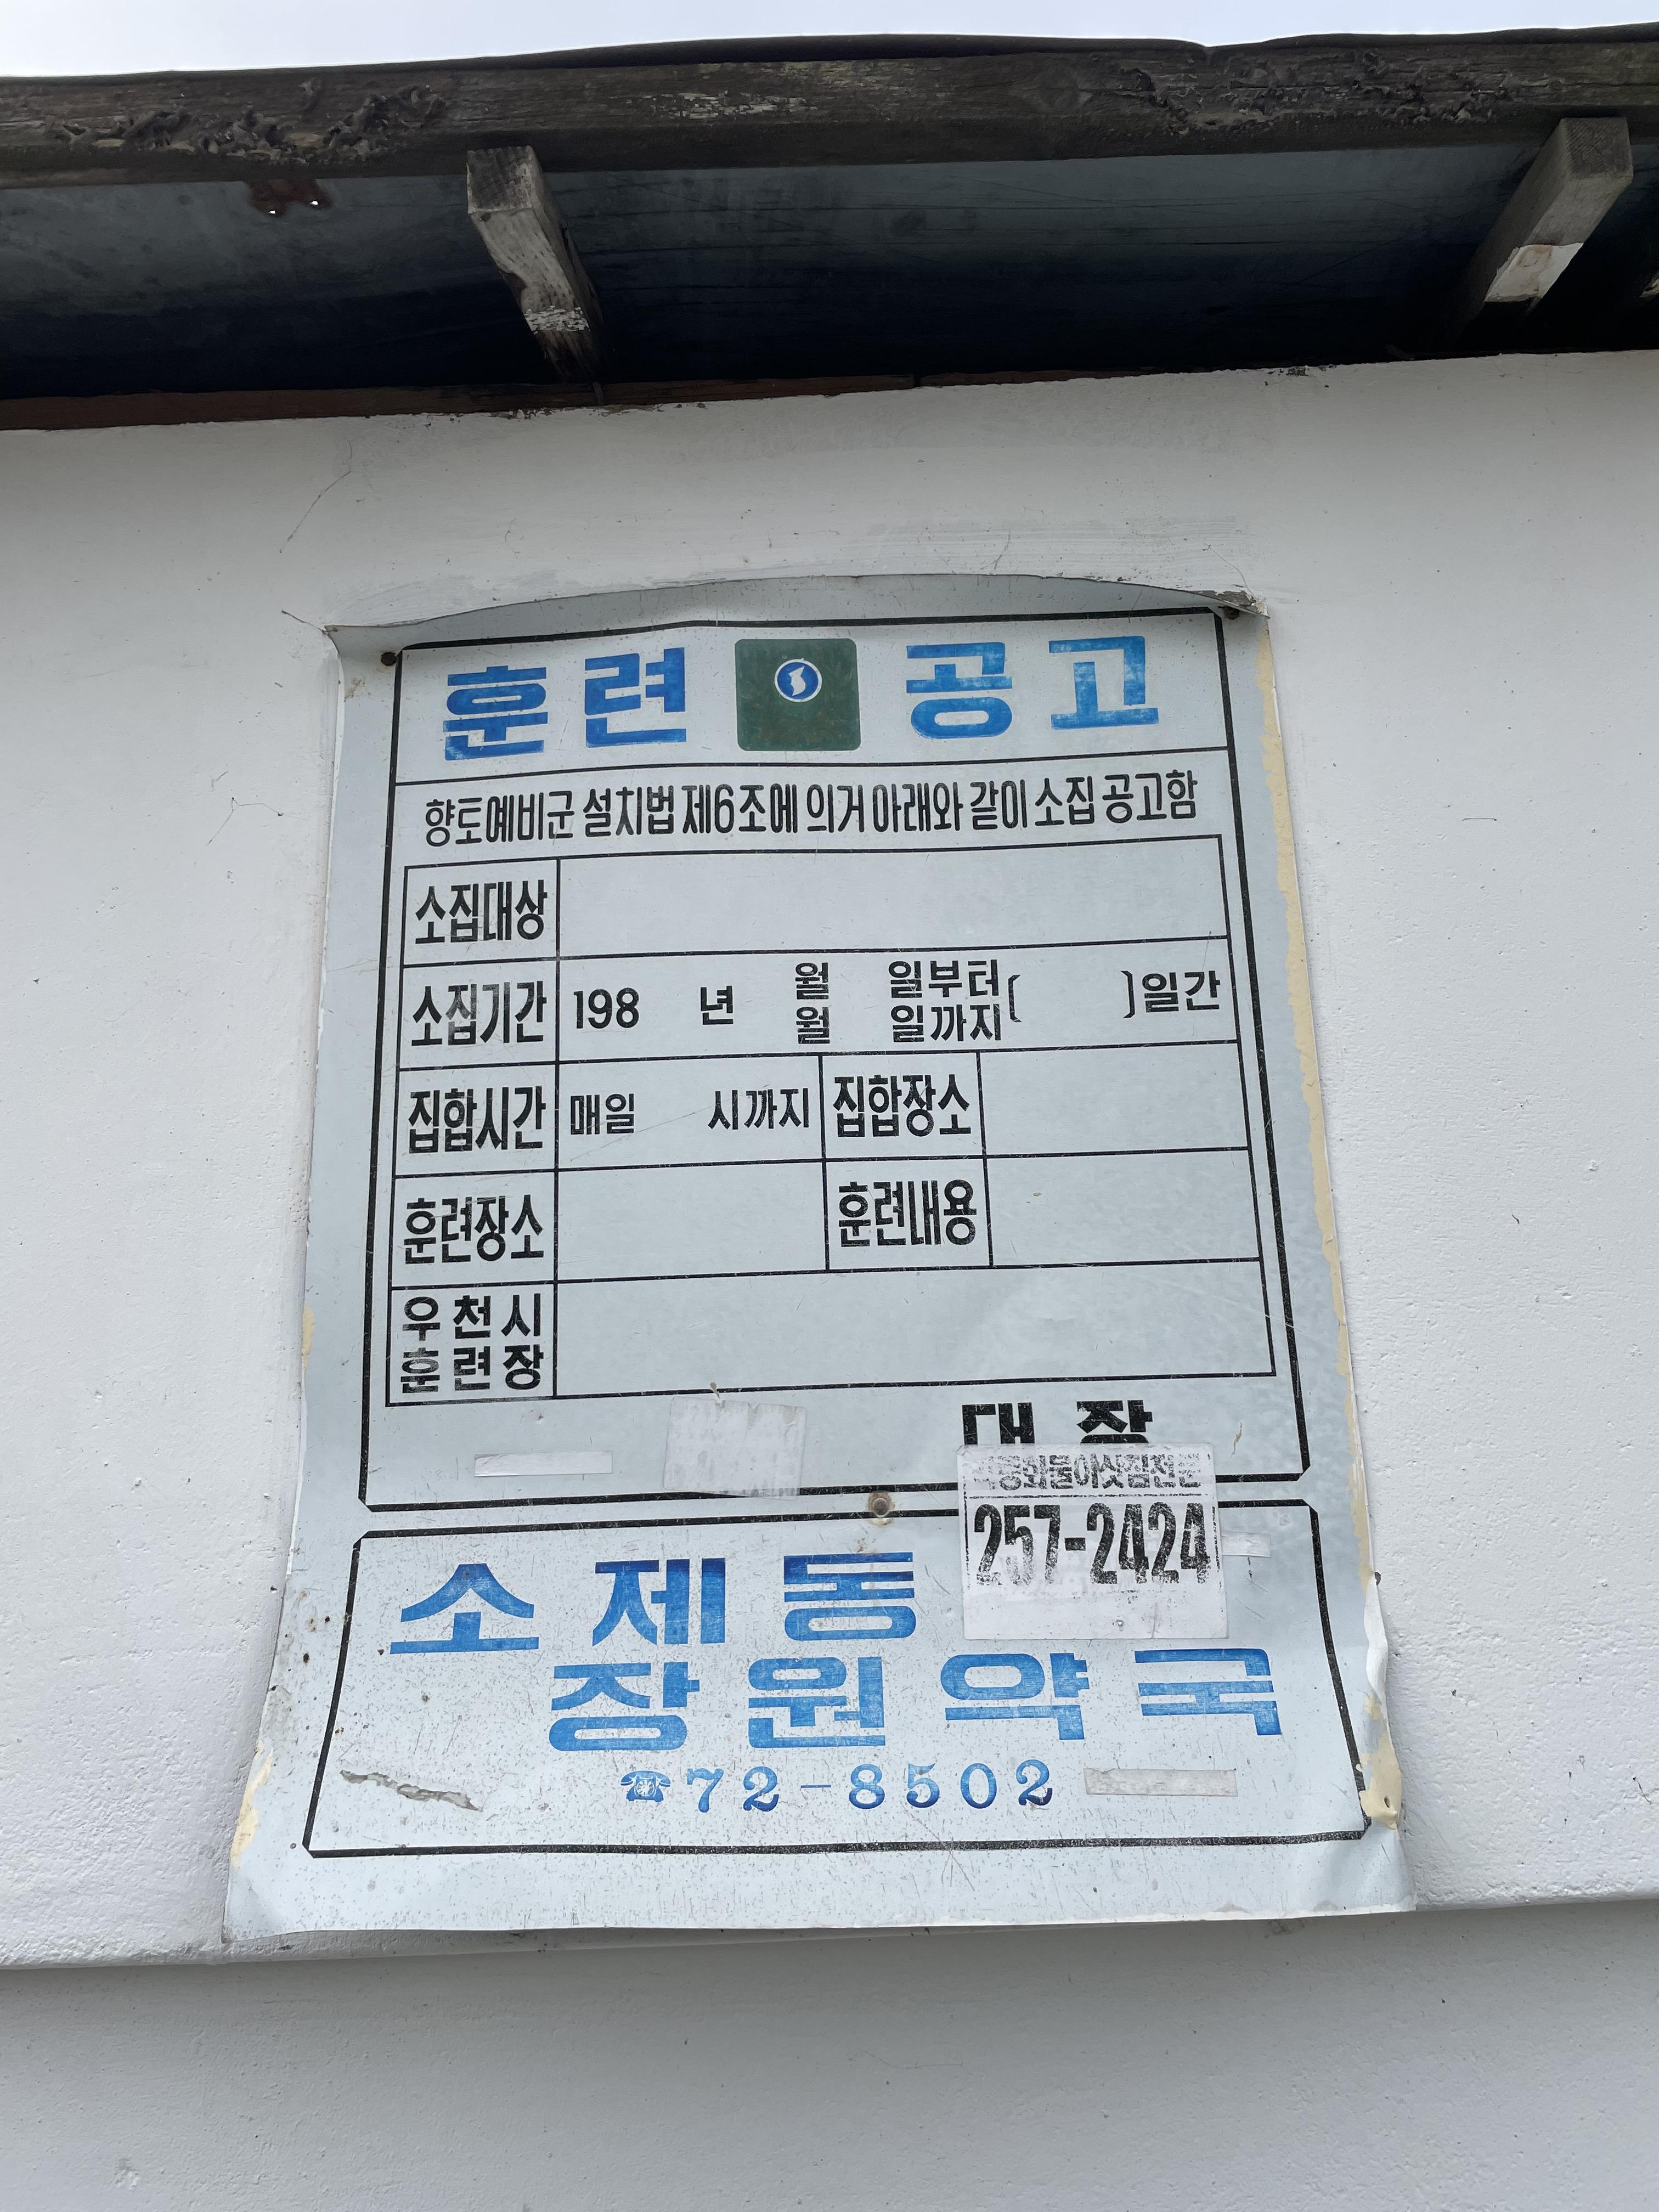 훈련 공고
향토예비군 설치법 제6조에 의거 아래와 같이 소집 공고함
소집대상
소집기간 198 년 월 일부터 ( ) 일간
월 일까지
집합시간 매일 시까지 집합장소
훈련장소 훈련내용
우천시
훈련장
대장
257-2424
소제동
장원약국
☎72-8502